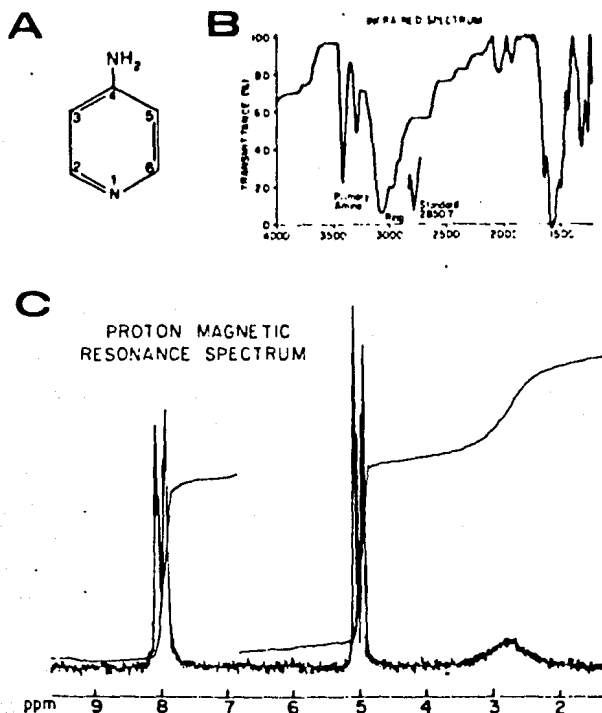 A
NH2
4
3
5
2
6
1
N
B
INFRARED SPECTRUM
TRANSMITTANCE (%)
100
80
60
40
20
0
Primary
Amine
Ring
Standard
2850.7
4000 3500 3000 2500 2000 1500
C
PROTON MAGNETIC
RESONANCE SPECTRUM
ppm 9 8 7 6 5 4 3 2